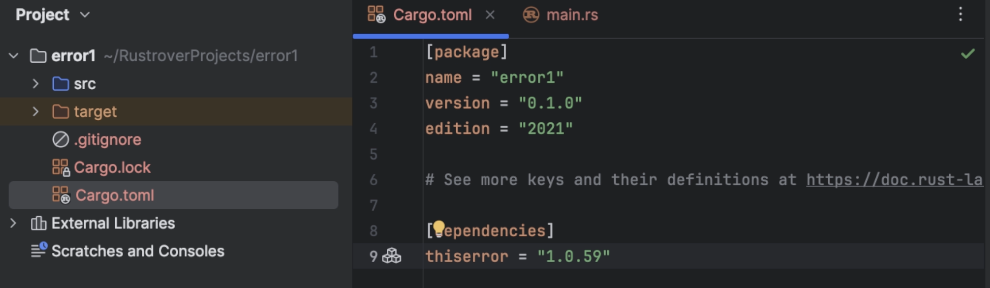 Project
error1 ~/RustroverProjects/error1
src
target
.gitignore
Cargo.lock
Cargo.toml
External Libraries
Scratches and Consoles
Cargo.toml main.rs
1 [package]
2 name = "error1"
3 version = "0.1.0"
4 edition = "2021"
5
6 # See more keys and their definitions at https://doc.rust-la
7
8 [ependencies]
9 thiserror = "1.0.59"